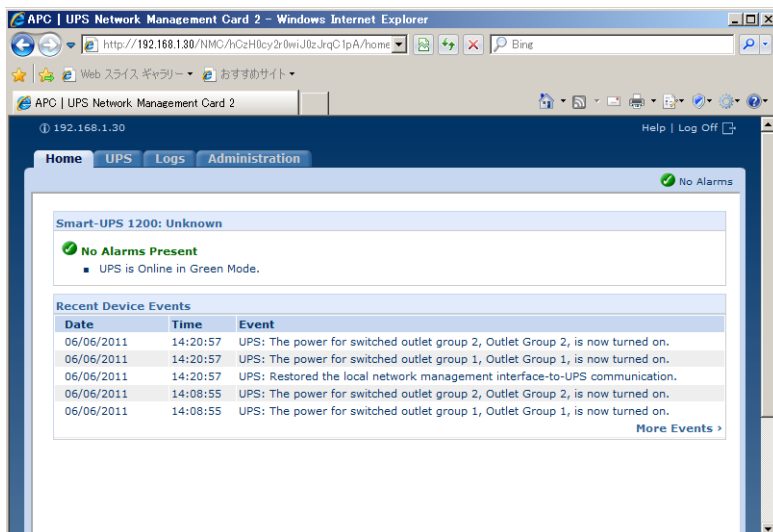 APC | UPS Network Management Card 2 - Windows Internet Explorer
http://192.168.1.30/NMC/hCzH0cy2r0wiJ0zJrqC1pA/home
Bing
Web スライス ギャラリー
おすすめサイト
APC | UPS Network Management Card 2
192.168.1.30
Help | Log Off
Home UPS Logs Administration
No Alarms
Smart-UPS 1200: Unknown
No Alarms Present
UPS is Online in Green Mode.
Recent Device Events
Date Time Event
06/06/2011 14:20:57 UPS: The power for switched outlet group 2, Outlet Group 2, is now turned on.
06/06/2011 14:20:57 UPS: The power for switched outlet group 1, Outlet Group 1, is now turned on.
06/06/2011 14:20:57 UPS: Restored the local network management interface-to-UPS communication.
06/06/2011 14:08:55 UPS: The power for switched outlet group 2, Outlet Group 2, is now turned on.
06/06/2011 14:08:55 UPS: The power for switched outlet group 1, Outlet Group 1, is now turned on.
More Events ›